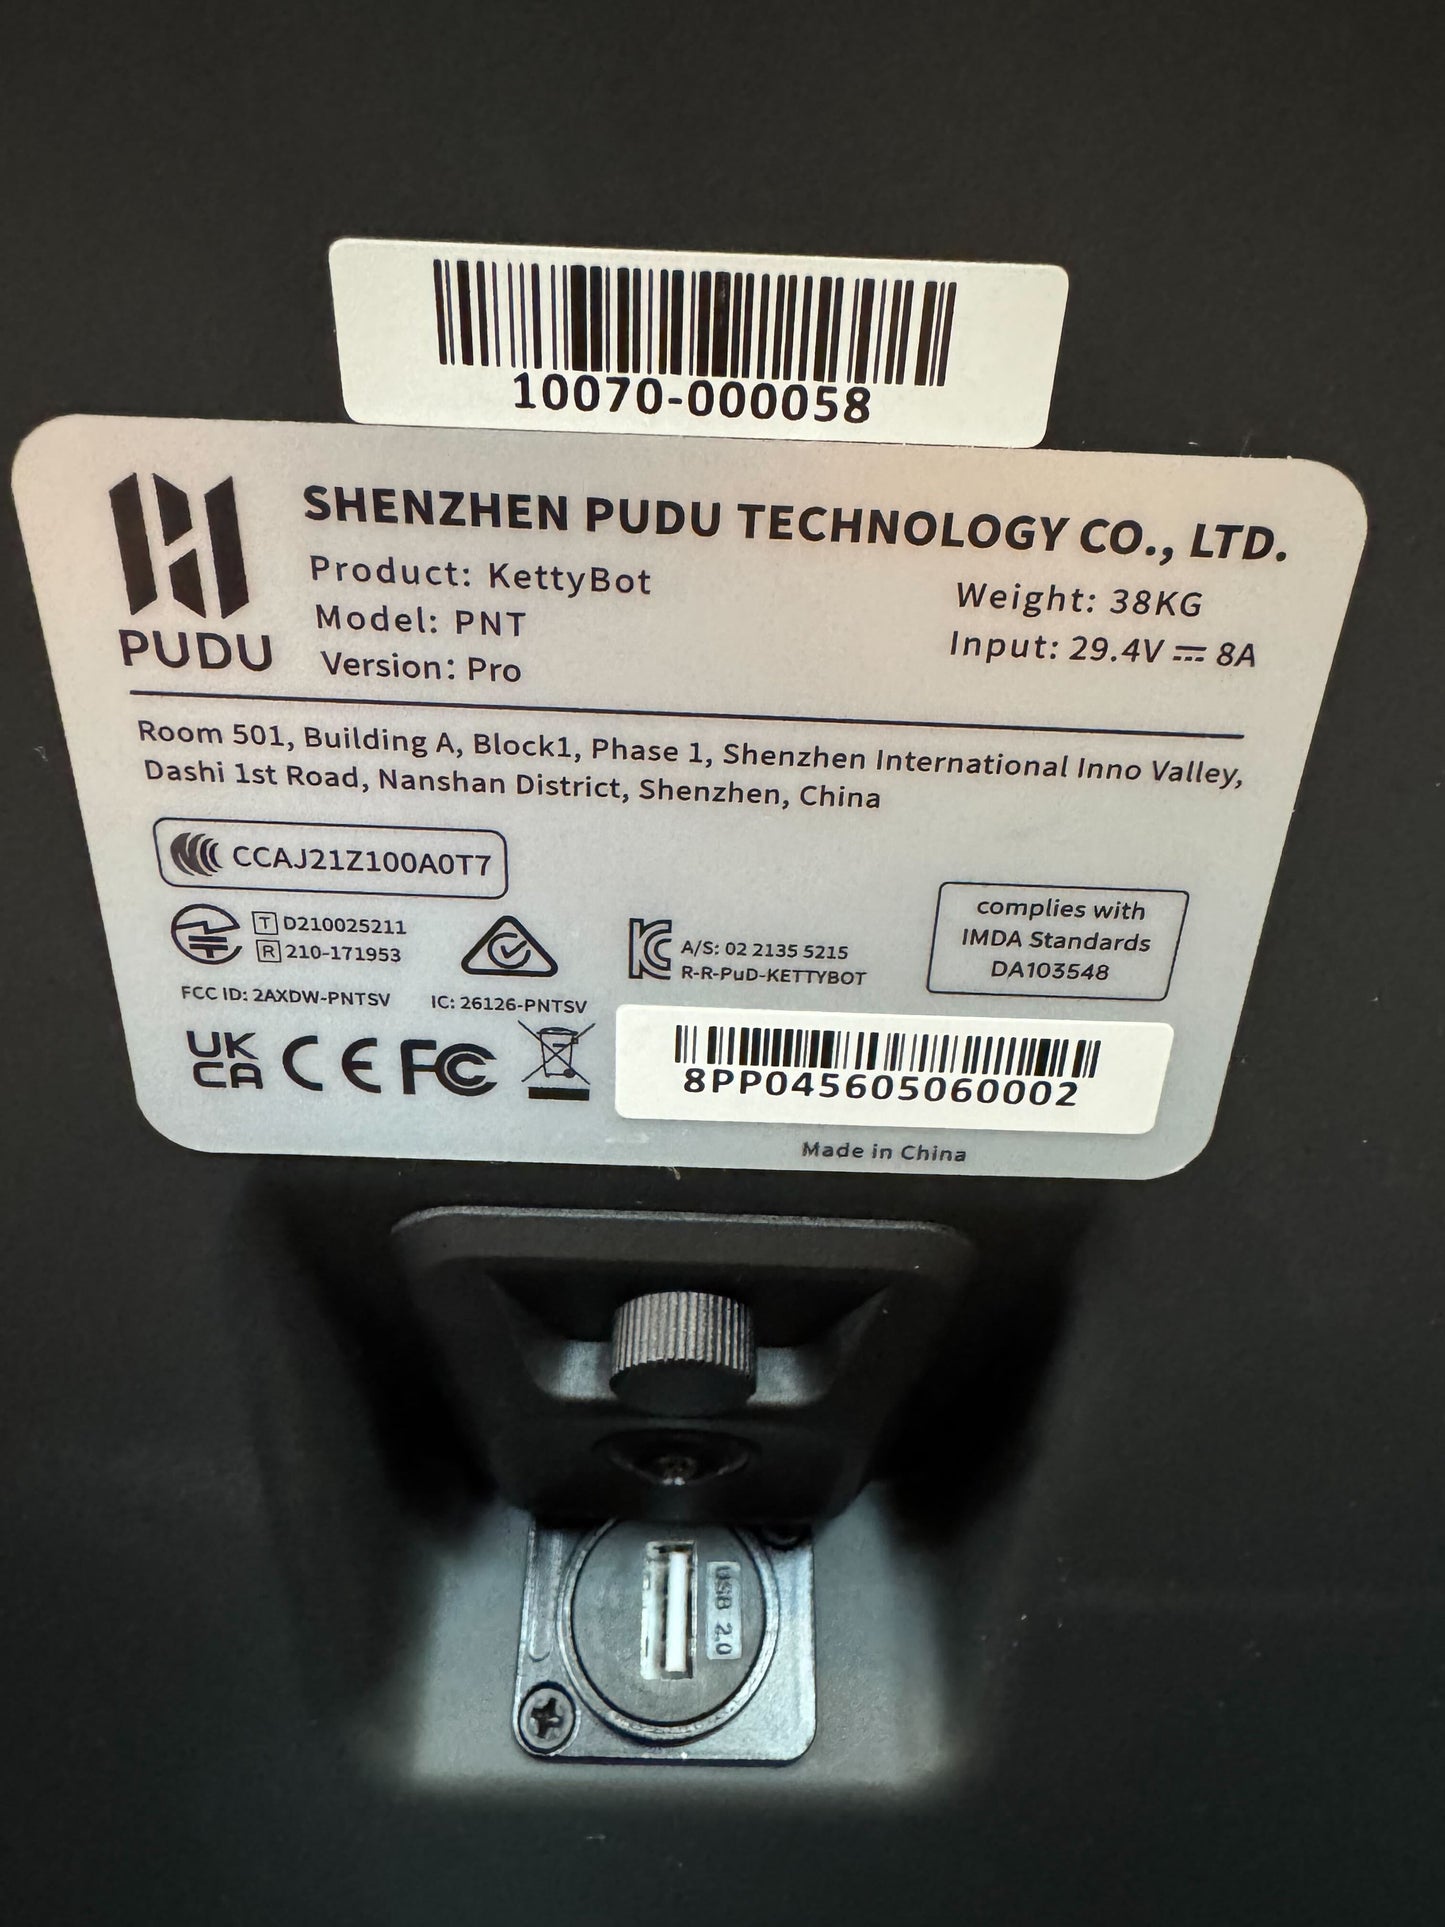 10070-000058
SHENZHEN PUDU TECHNOLOGY CO., LTD.
PUDU
Product: KettyBot
Model: PNT
Version: Pro
Weight: 38KG
Input: 29.4V ⎓ 8A
Room 501, Building A, Block1, Phase 1, Shenzhen International Inno Valley,
Dashi 1st Road, Nanshan District, Shenzhen, China
CCAJ21Z100A0T7
T D210025211
R 210-171953
A/S: 02 2135 5215
R-R-PuD-KETTYBOT
complies with
IMDA Standards
DA103548
FCC ID: 2AXDW-PNTSV
IC: 26126-PNTSV
UK
CA
CE FC
8PP045605060002
Made in China
USB 2.0